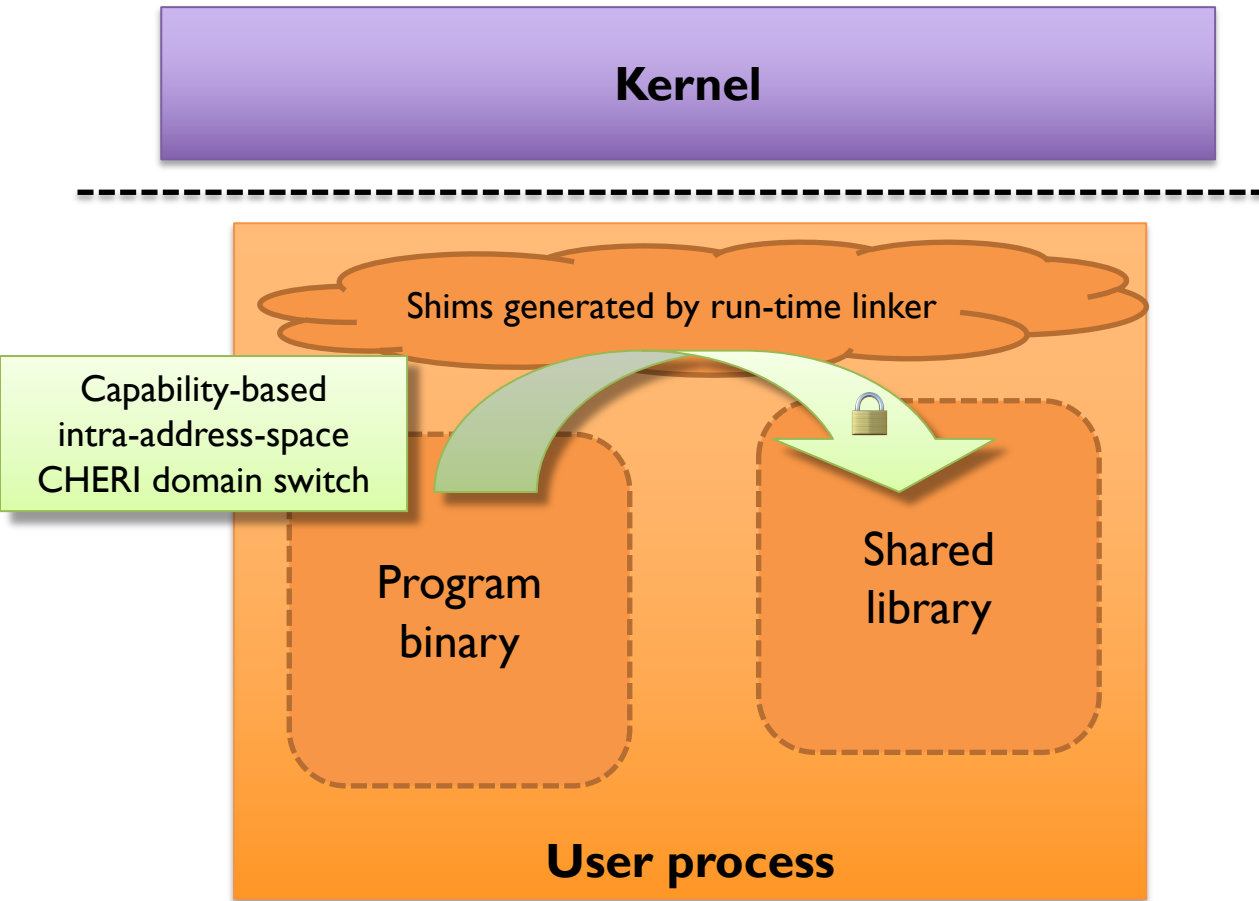 Kernel
Shims generated by run-time linker
Capability-based
intra-address-space
CHERI domain switch
Program
binary
Shared
library
User process